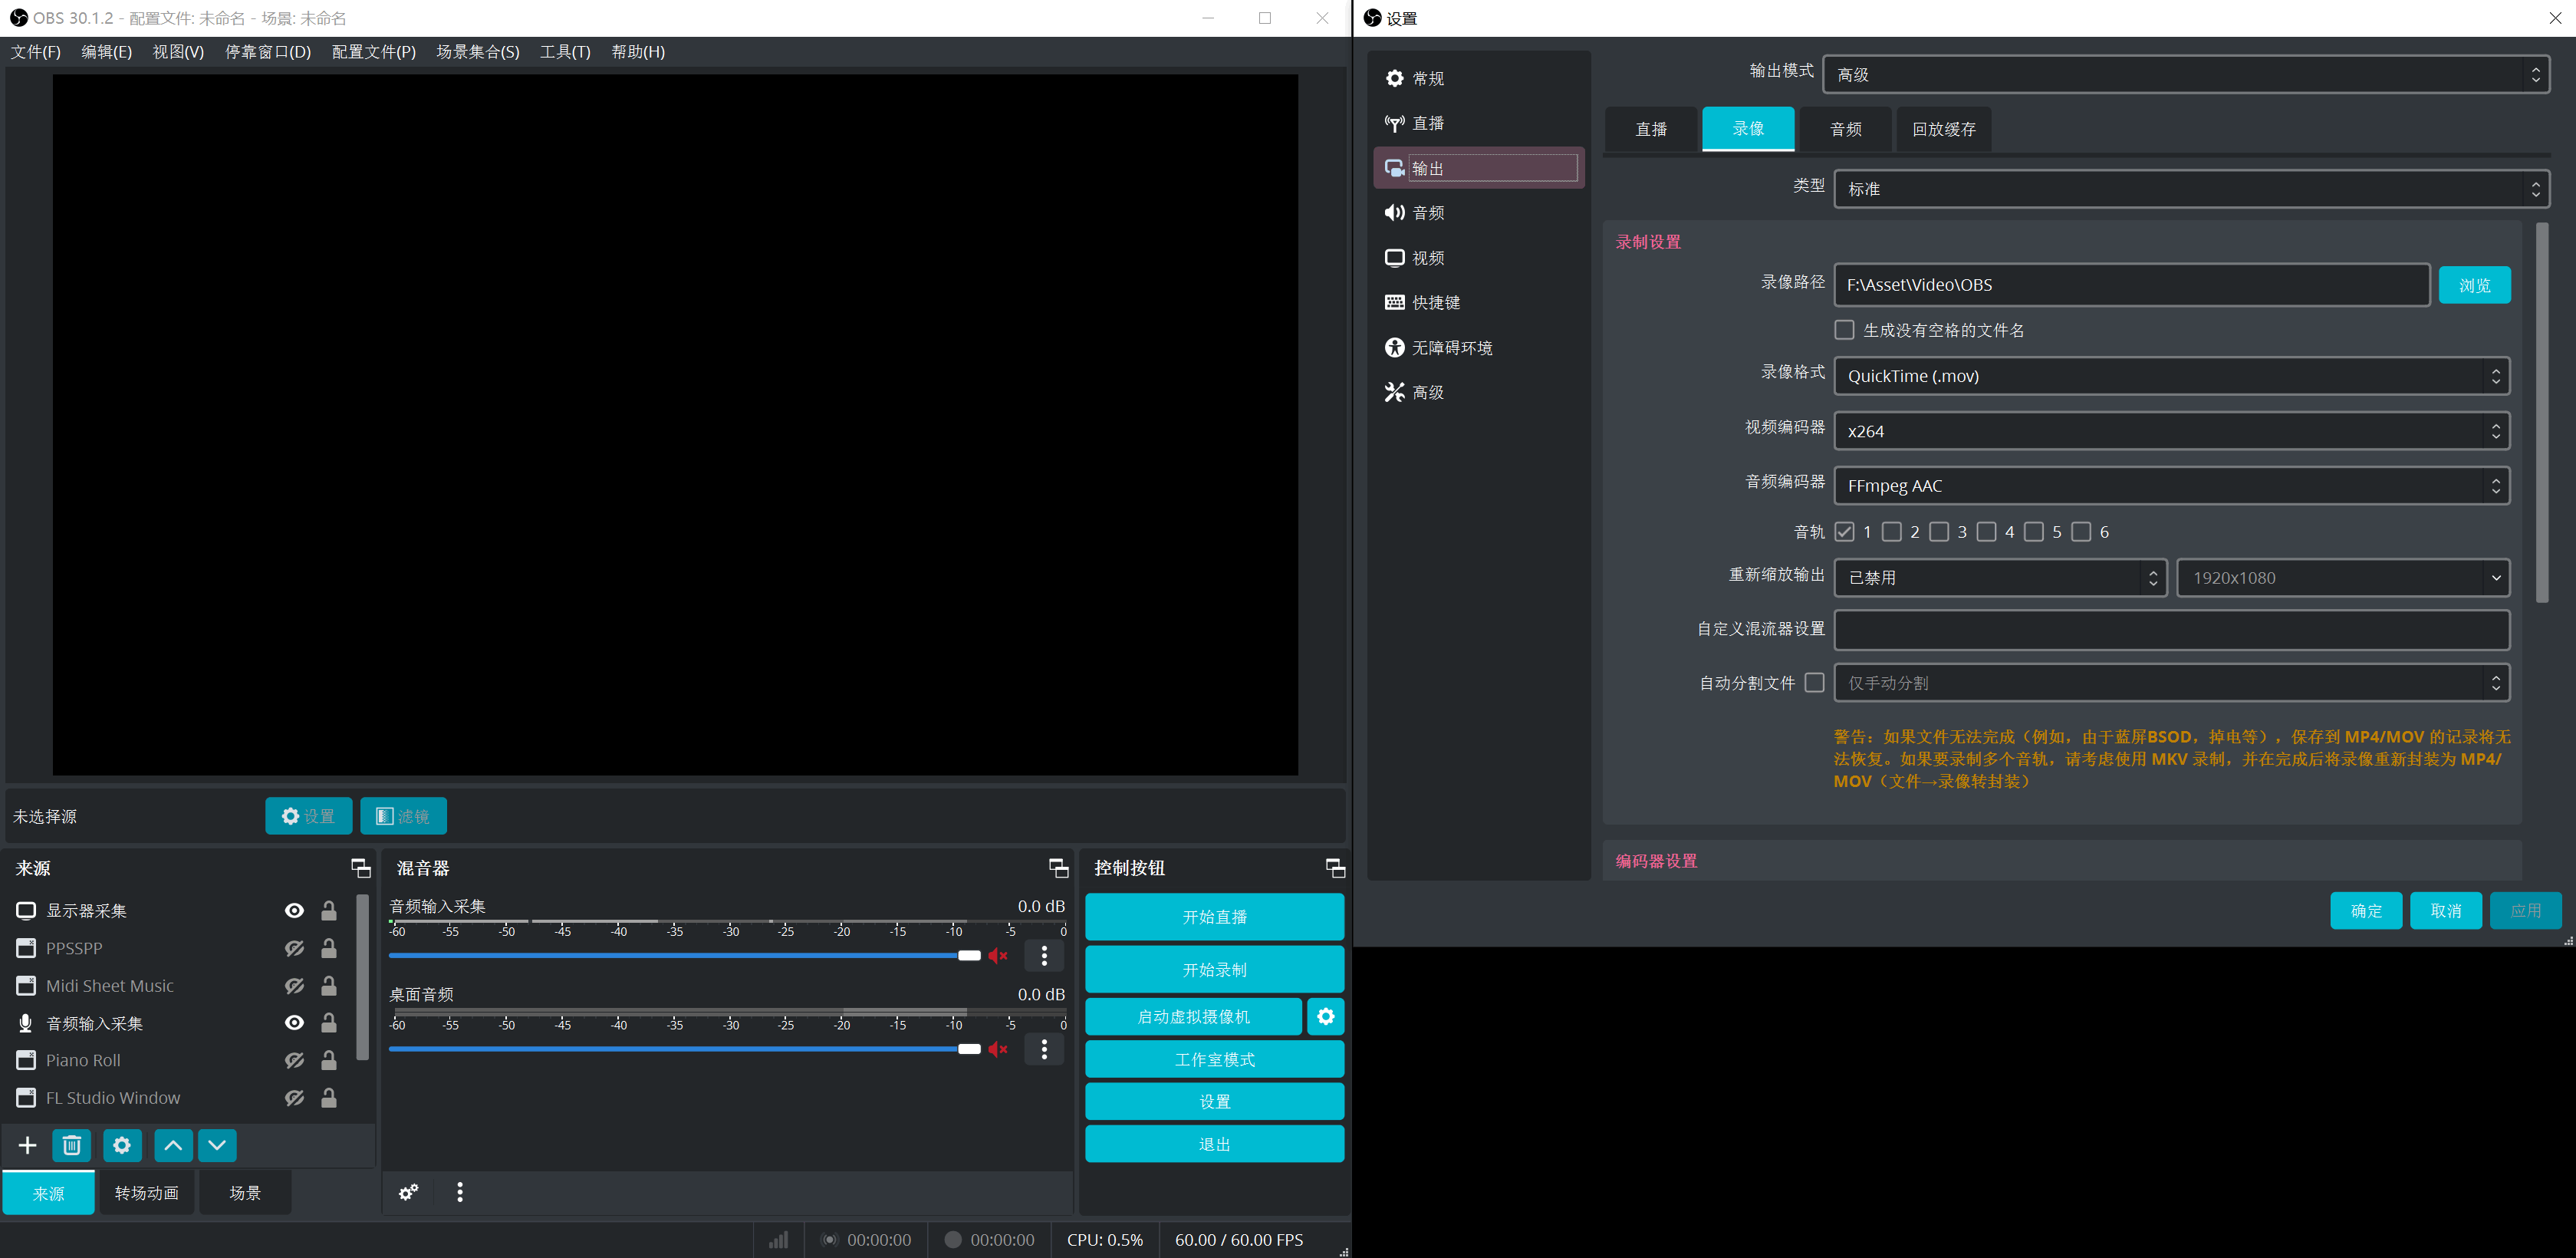 OBS 30.1.2 - 配置文件: 未命名 - 场景: 未命名
文件(F) 编辑(E) 视图(V) 停靠窗口(D) 配置文件(P) 场景集合(S) 工具(T) 帮助(H)
未选择源
设置
滤镜
来源
显示器采集
PPSSPP
Midi Sheet Music
音频输入采集
Piano Roll
FL Studio Window
来源 转场动画 场景
混音器
音频输入采集 0.0 dB
-60 -55 -50 -45 -40 -35 -30 -25 -20 -15 -10 -5 0
桌面音频 0.0 dB
-60 -55 -50 -45 -40 -35 -30 -25 -20 -15 -10 -5 0
控制按钮
开始直播
开始录制
启动虚拟摄像机
工作室模式
设置
退出
00:00:00 00:00:00 CPU: 0.5% 60.00 / 60.00 FPS
设置
常规
直播
输出
音频
视频
快捷键
无障碍环境
高级
输出模式 高级
直播 录像 音频 回放缓存
类型 标准
录制设置
录像路径 F:\Asset\Video\OBS 浏览
生成没有空格的文件名
录像格式 QuickTime (.mov)
视频编码器 x264
音频编码器 FFmpeg AAC
音轨 1 2 3 4 5 6
重新缩放输出 已禁用 1920x1080
自定义混流器设置
自动分割文件 仅手动分割
警告：如果文件无法完成（例如，由于蓝屏BSOD，掉电等），保存到 MP4/MOV 的记录将无
法恢复。如果要录制多个音轨，请考虑使用 MKV 录制，并在完成后将录像重新封装为 MP4/
MOV（文件→录像转封装）
编码器设置
确定 取消 应用